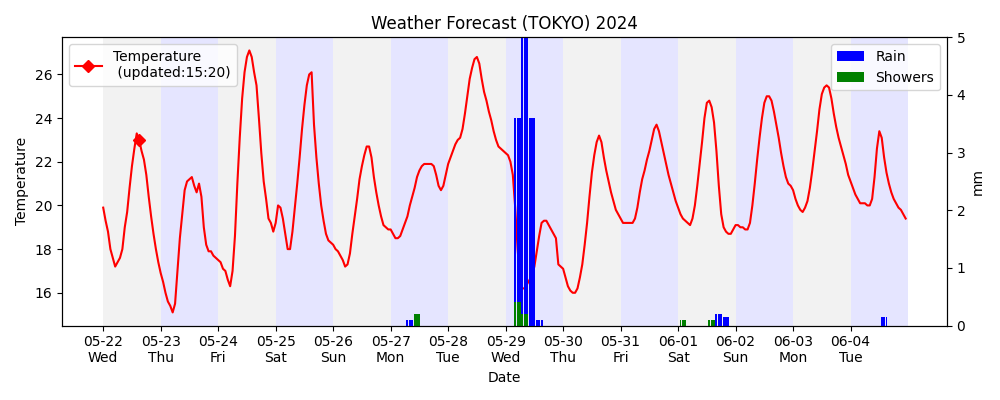 Weather Forecast (TOKYO) 2024
Temperature
(updated:15:20)
Rain
Showers
Temperature
26
24
22
20
18
16
5
4
3
2
1
0
mm
05-22 05-23 05-24 05-25 05-26 05-27 05-28 05-29 05-30 05-31 06-01 06-02 06-03 06-04
Wed Thu Fri Sat Sun Mon Tue Wed Thu Fri Sat Sun Mon Tue
Date